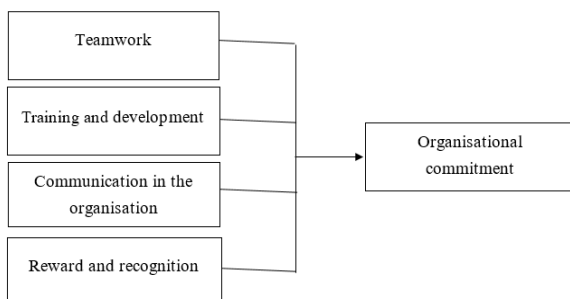 Teamwork
Training and development
Communication in the
organisation
Reward and recognition
Organisational
commitment